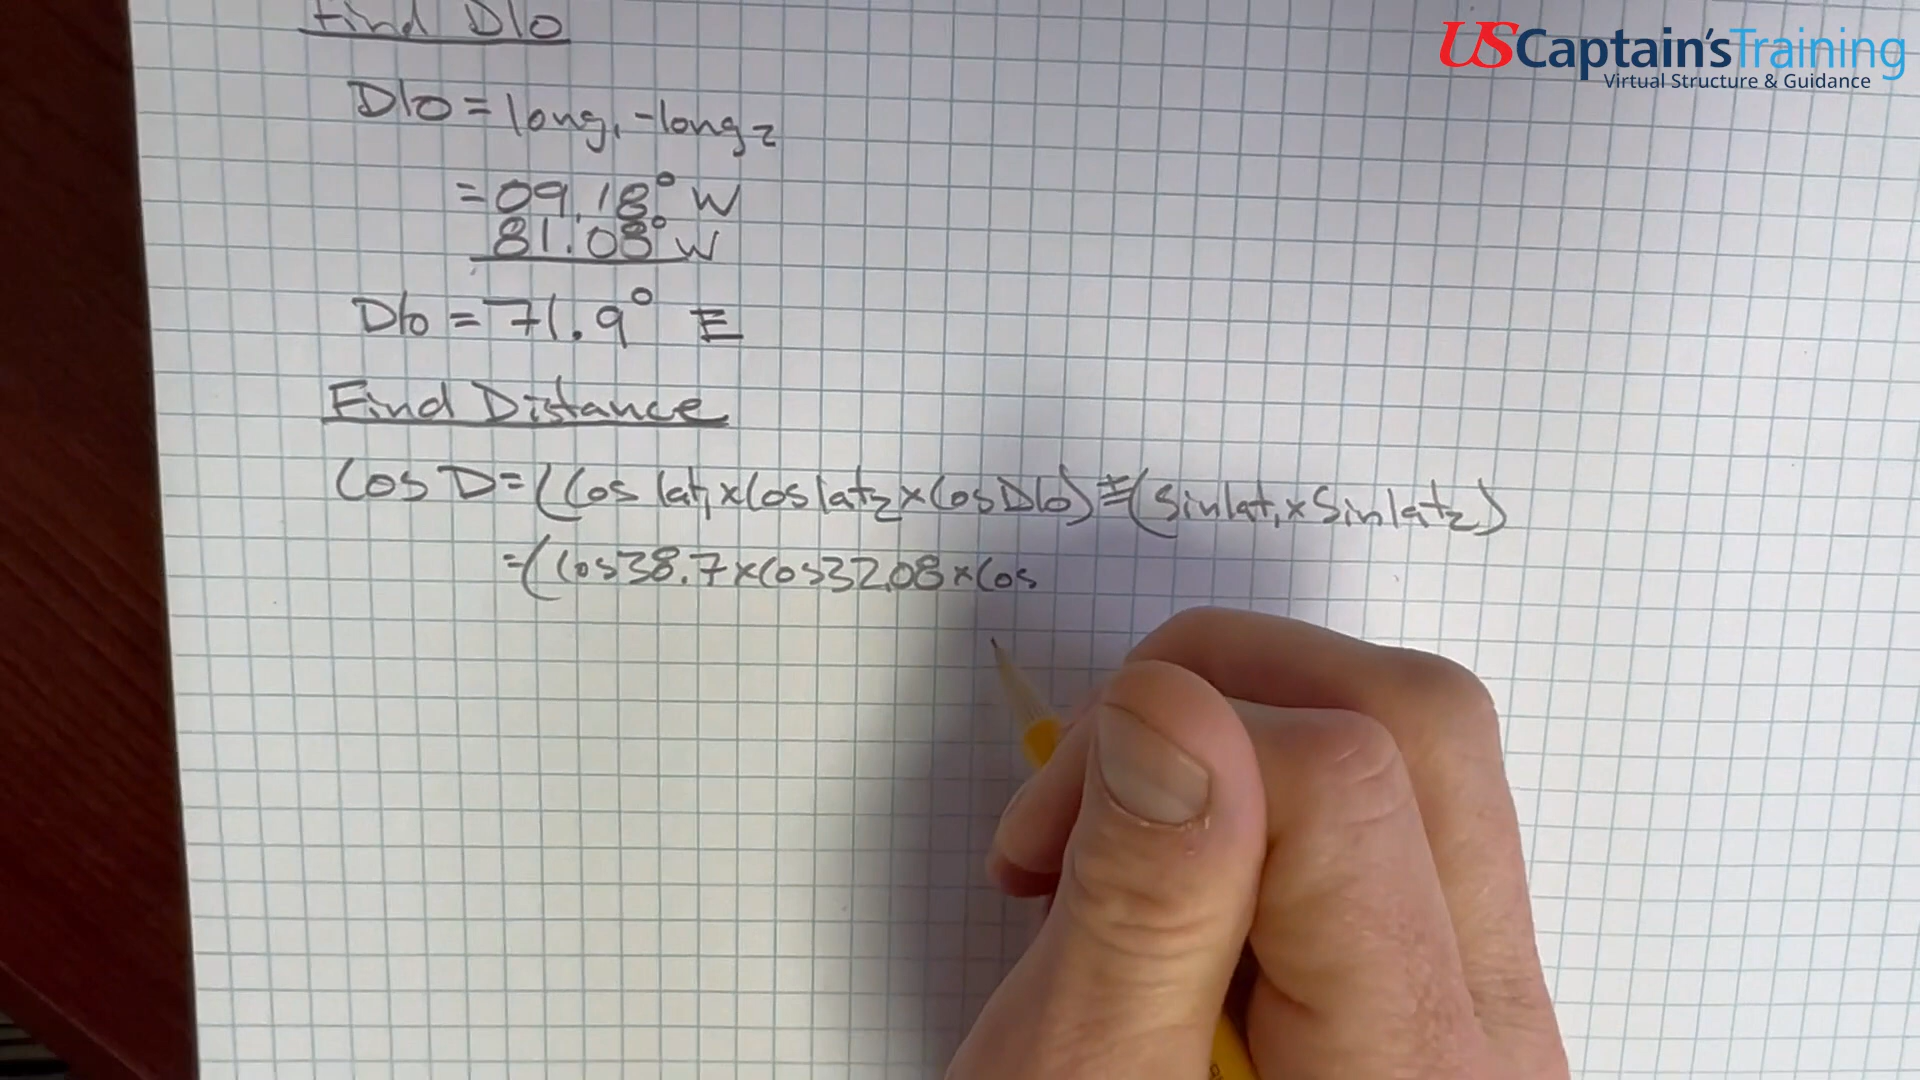 USCaptain'sTraining
Virtual Structure & Guidance
Find Dlo
Dlo = long₁ - long₂
= 09.18° W
81.08° W
Dlo = 71.9° E
Find Distance
Cos D = (Cos lat₁ x Cos lat₂ x Cos Dlo) ± (Sin lat₁ x Sin lat₂)
= (Cos 38.7 x Cos 32.08 x Cos